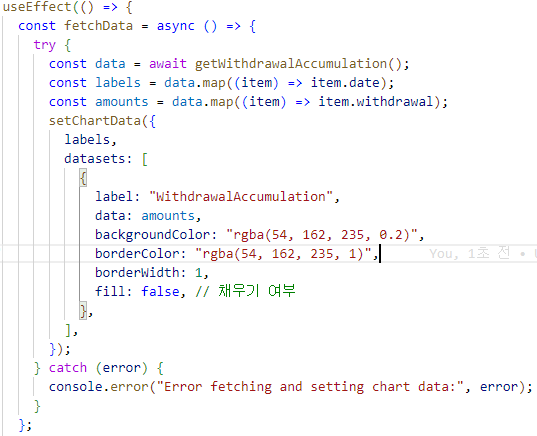 useEffect(() => {
  const fetchData = async () => {
    try {
      const data = await getWithdrawalAccumulation();
      const labels = data.map((item) => item.date);
      const amounts = data.map((item) => item.withdrawal);
      setChartData({
        labels,
        datasets: [
          {
            label: "WithdrawalAccumulation",
            data: amounts,
            backgroundColor: "rgba(54, 162, 235, 0.2)",
            borderColor: "rgba(54, 162, 235, 1)", You, 1초 전 •
            borderWidth: 1,
            fill: false, // 채우기 여부
          },
        ],
      });
    } catch (error) {
      console.error("Error fetching and setting chart data:", error);
    }
  };